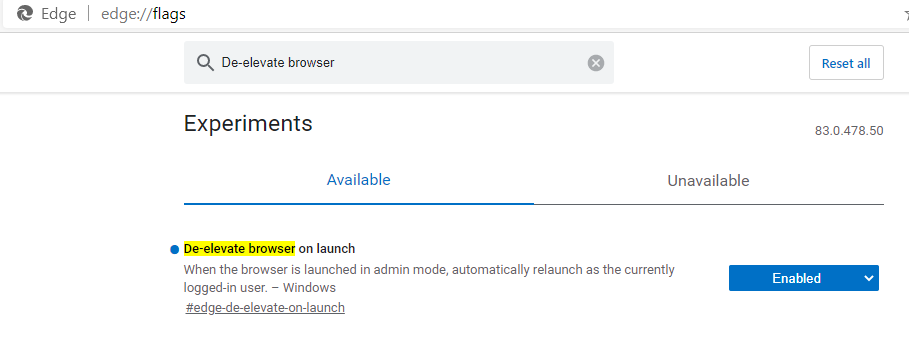 Edge edge://flags
De-elevate browser
Reset all
Experiments
83.0.478.50
Available
Unavailable
De-elevate browser on launch
When the browser is launched in admin mode, automatically relaunch as the currently
logged-in user. – Windows
#edge-de-elevate-on-launch
Enabled